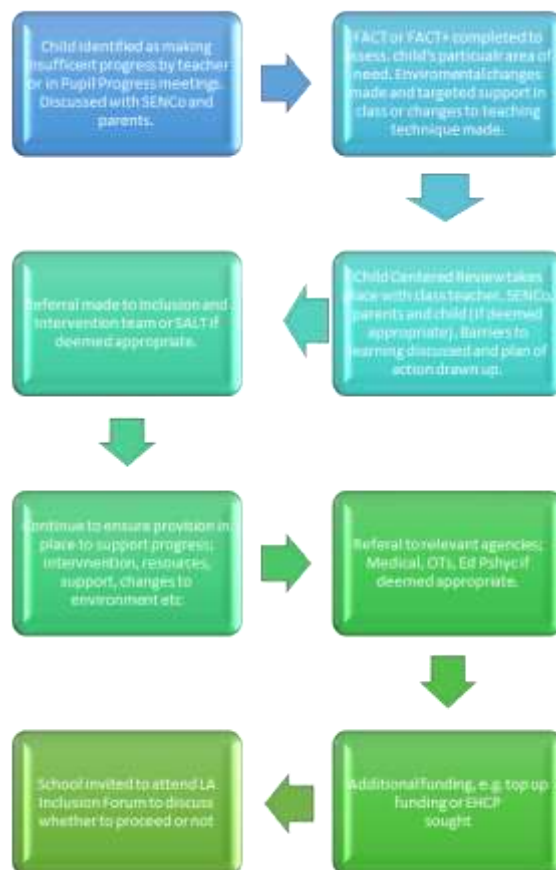 Child identified as making
insufficient progress by teacher
or in Pupil Progress meetings.
Discussed with SENCo and
parents.
FACT or FACT+ completed to
assess, child's particualr area of
need. Enviromental changes
made and targeted support in
class or changes to teaching
technique made.
Child Centered Review takes
place with class teacher, SENCo,
parents and child (if deemed
appropriate). Barriers to
learning discussed and plan of
action drawn up.
Referral made to Inclusion and
Intervention team or SALT if
deemed appropriate.
Continue to ensure provision in
place to support progress;
intervnention, resources,
support, changes to
environment etc
Referal to relevant agencies;
Medical, OTs, Ed Pshyc if
deemed appropriate.
Additional funding, e.g. top up
funding or EHCP
sought
School invited to attend LA
Inclusion Forum to discuss
whether to proceed or not